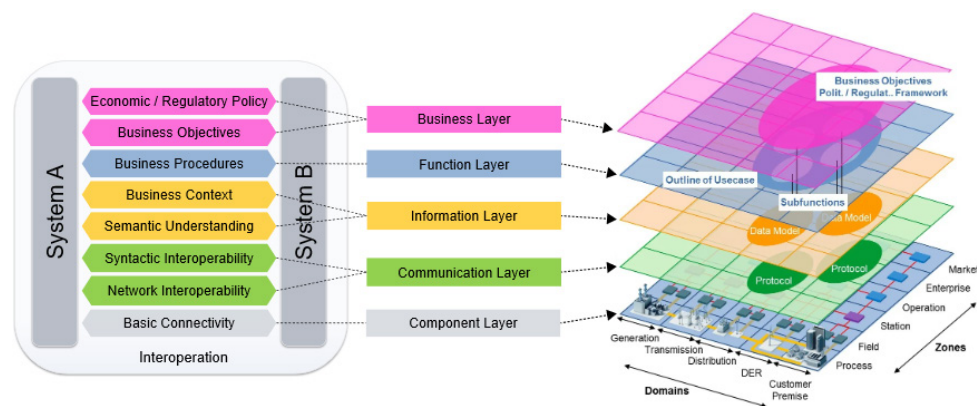 System A
System B
Economic / Regulatory Policy
Business Objectives
Business Procedures
Business Context
Semantic Understanding
Syntactic Interoperability
Network Interoperability
Basic Connectivity
Interoperation
Business Layer
Function Layer
Information Layer
Communication Layer
Component Layer
Business Objectives
Polit. / Regulat.. Framework
Outline of Usecase
Subfunctions
Data Model
Data Model
Protocol
Protocol
Generation
Transmission
Distribution
DER
Customer
Premise
Domains
Market
Enterprise
Operation
Station
Field
Process
Zones